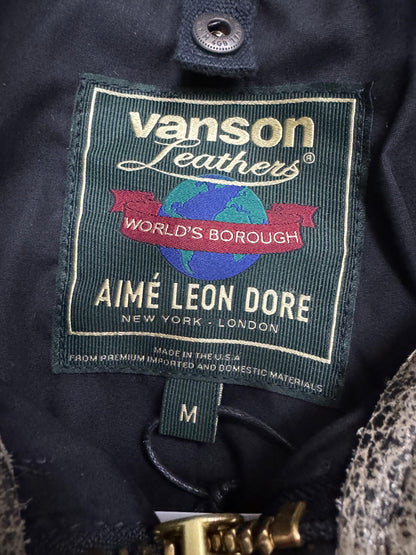 vanson
Leathers®
WORLD'S BOROUGH
AIMÉ LEON DORE
NEW YORK - LONDON
MADE IN THE U.S.A
FROM PREMIUM IMPORTED AND DOMESTIC MATERIALS
M